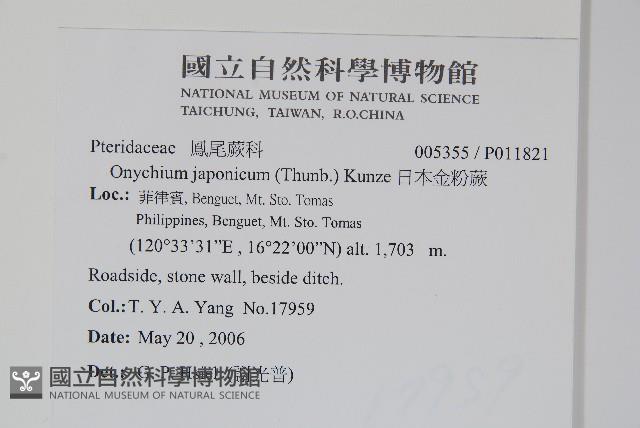 國立自然科學博物館
NATIONAL MUSEUM OF NATURAL SCIENCE
TAICHUNG, TAIWAN, R.O.CHINA
Pteridaceae 鳳尾蕨科 005355 / P011821
Onychium japonicum (Thunb.) Kunze 日本金粉蕨
Loc.: 菲律賓, Benguet, Mt. Sto. Tomas
Philippines, Benguet, Mt. Sto. Tomas
(120°33’31”E , 16°22’00”N) alt. 1,703 m.
Roadside, stone wall, beside ditch.
Col.: T. Y. A. Yang No.17959
Date: May 20 , 2006
光普)
國立自然科學博物館
NATIONAL MUSEUM OF NATURAL SCIENCE